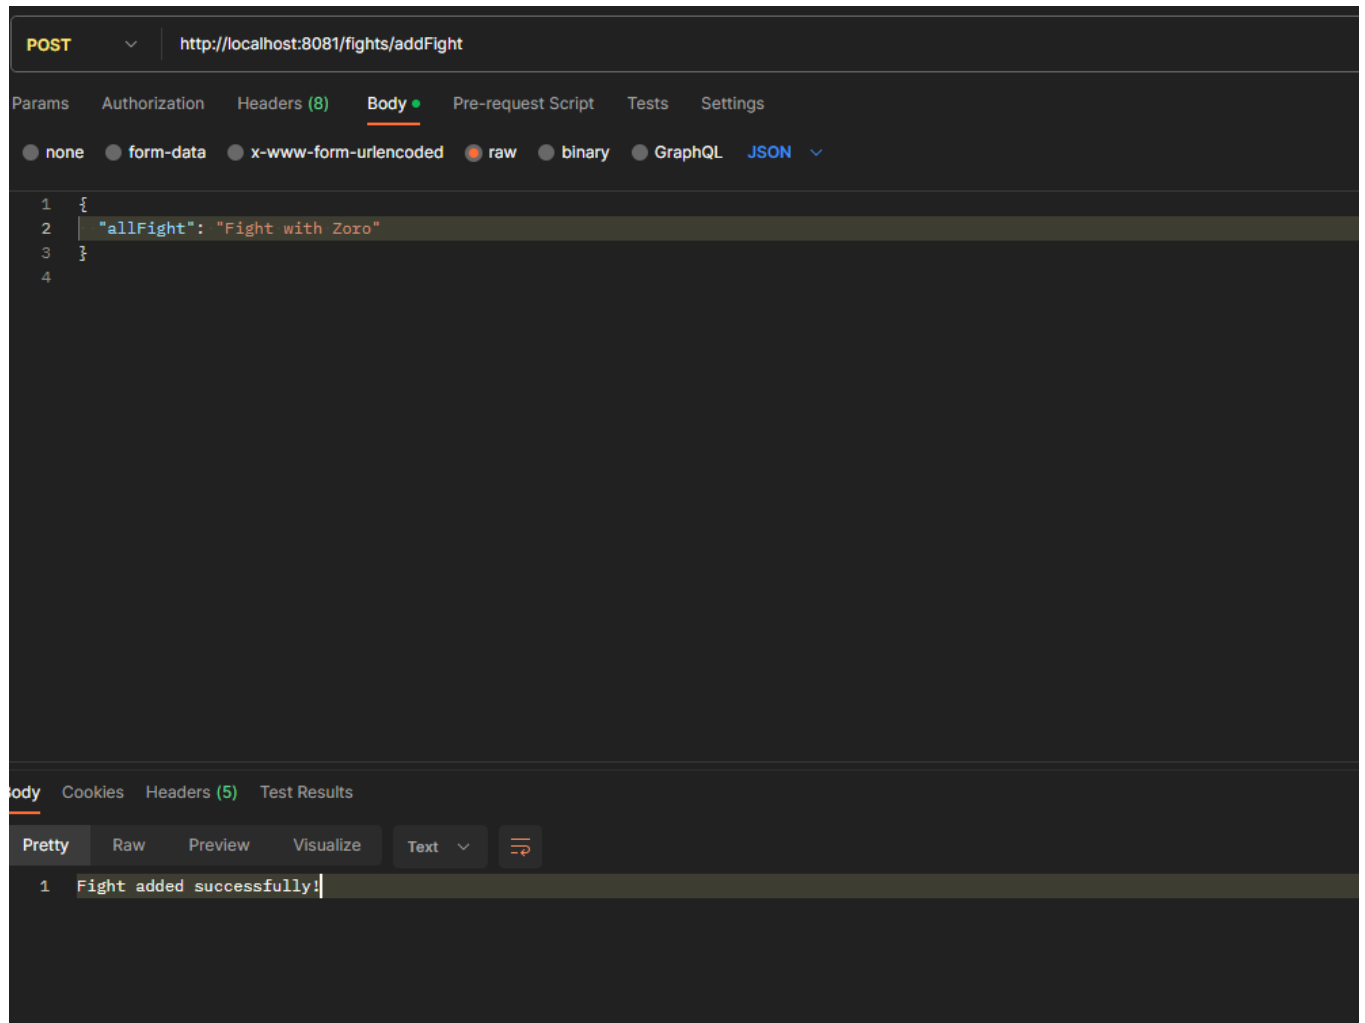 POST http://localhost:8081/fights/addFight
Params Authorization Headers (8) Body Pre-request Script Tests Settings
none form-data x-www-form-urlencoded raw binary GraphQL JSON
1 {
2 "allFight": "Fight with Zoro"
3 }
4
Body Cookies Headers (5) Test Results
Pretty Raw Preview Visualize Text
1 Fight added successfully!